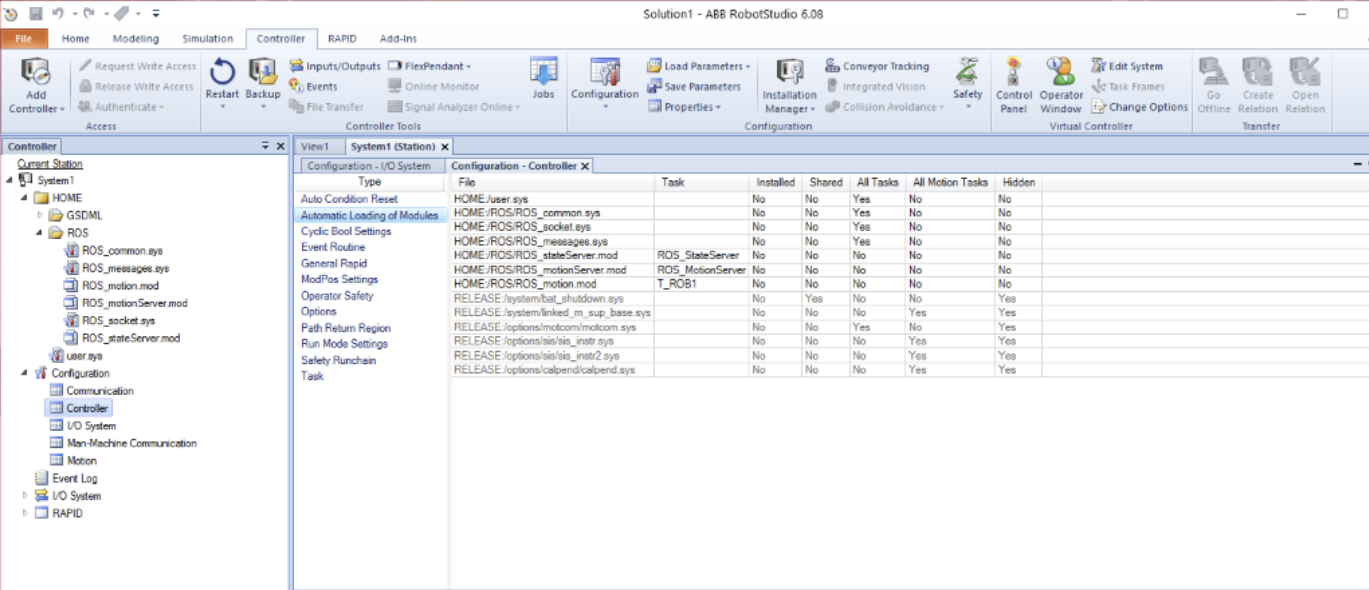 Solution1 - ABB RobotStudio 6.08
File Home Modeling Simulation Controller RAPID Add-Ins
Add Controller
Request Write Access
Release Write Access
Authenticate
Access
Restart Backup
Inputs/Outputs
Events
File Transfer
FlexPendant
Online Monitor
Signal Analyzer Online
Jobs
Controller Tools
Configuration
Load Parameters
Save Parameters
Properties
Installation Manager
Conveyor Tracking
Integrated Vision
Collision Avoidance
Safety
Configuration
Control Panel
Operator Window
Edit System
Task Frames
Change Options
Virtual Controller
Go Offline
Create Relation
Open Relation
Transfer
Controller
Current Station
System1
HOME
GSDML
ROS
ROS_common.sys
ROS_messages.sys
ROS_motion.mod
ROS_motionServer.mod
ROS_socket.sys
ROS_stateServer.mod
user.sys
Configuration
Communication
Controller
I/O System
Man-Machine Communication
Motion
Event Log
I/O System
RAPID
View1 System1 (Station)
Configuration - I/O System Configuration - Controller
Type
Auto Condition Reset
Automatic Loading of Modules
Cyclic Bool Settings
Event Routine
General Rapid
ModPos Settings
Operator Safety
Options
Path Return Region
Run Mode Settings
Safety Runchain
Task
File Task Installed Shared All Tasks All Motion Tasks Hidden
HOME:/user.sys No No Yes No No
HOME:/ROS/ROS_common.sys No No Yes No No
HOME:/ROS/ROS_socket.sys No No Yes No No
HOME:/ROS/ROS_messages.sys No No Yes No No
HOME:/ROS/ROS_stateServer.mod ROS_StateServer No No No No No
HOME:/ROS/ROS_motionServer.mod ROS_MotionServer No No No No No
HOME:/ROS/ROS_motion.mod T_ROB1 No No No No No
RELEASE:/system/bat_shutdown.sys No Yes No No Yes
RELEASE:/system/linked_m_sup_base.sys No No No Yes Yes
RELEASE:/options/motcom/motcom.sys No No Yes No Yes
RELEASE:/options/sis/sis_instr.sys No No No Yes Yes
RELEASE:/options/sis/sis_instr2.sys No No No Yes Yes
RELEASE:/options/calpend/calpend.sys No No No Yes Yes